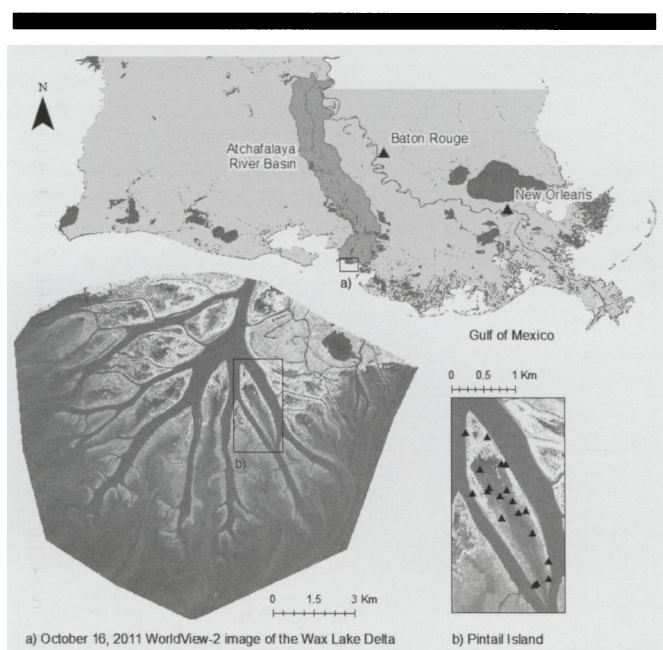 N
Atchafalaya
River Basin
Baton Rouge
New Orleans
a)
Gulf of Mexico
0 0.5 1 Km
b)
0 1.5 3 Km
a) October 16, 2011 WorldView-2 image of the Wax Lake Delta
b) Pintail Island